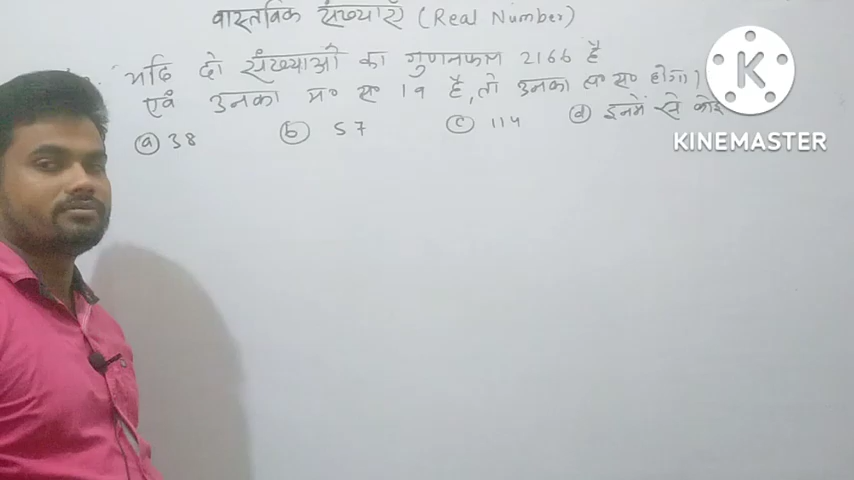 वास्तविक संख्याएँ (Real Number)
यदि दो संख्याओं का गुणनफल 2166 है
एवं उनका म० स० 19 है, तो उनका ल० स० होगा।
(a) 38 (b) 57 (c) 114 (d) इनमें से कोई
K
KINEMASTER